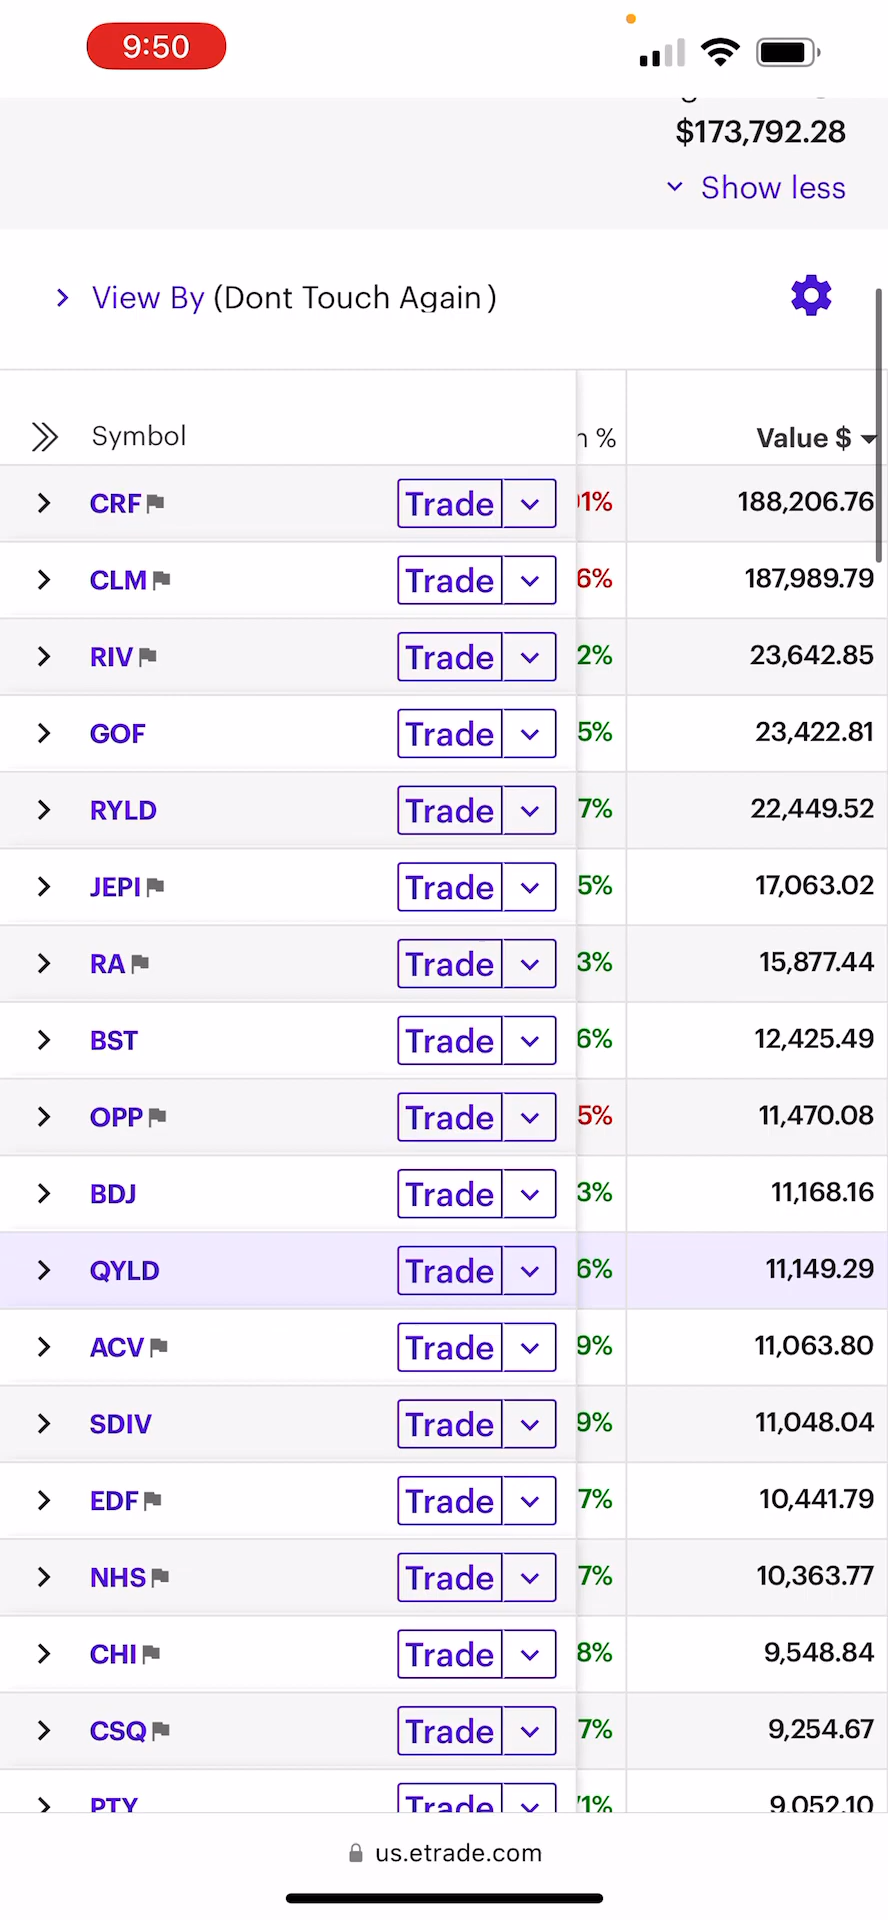 9:50
$173,792.28
Show less
View By (Dont Touch Again)
Symbol n % Value $
CRF Trade 1% 188,206.76
CLM Trade 6% 187,989.79
RIV Trade 2% 23,642.85
GOF Trade 5% 23,422.81
RYLD Trade 7% 22,449.52
JEPI Trade 5% 17,063.02
RA Trade 3% 15,877.44
BST Trade 6% 12,425.49
OPP Trade 5% 11,470.08
BDJ Trade 3% 11,168.16
QYLD Trade 6% 11,149.29
ACV Trade 9% 11,063.80
SDIV Trade 9% 11,048.04
EDF Trade 7% 10,441.79
NHS Trade 7% 10,363.77
CHI Trade 8% 9,548.84
CSQ Trade 7% 9,254.67
PTY Trade 1% 9,052.10
us.etrade.com